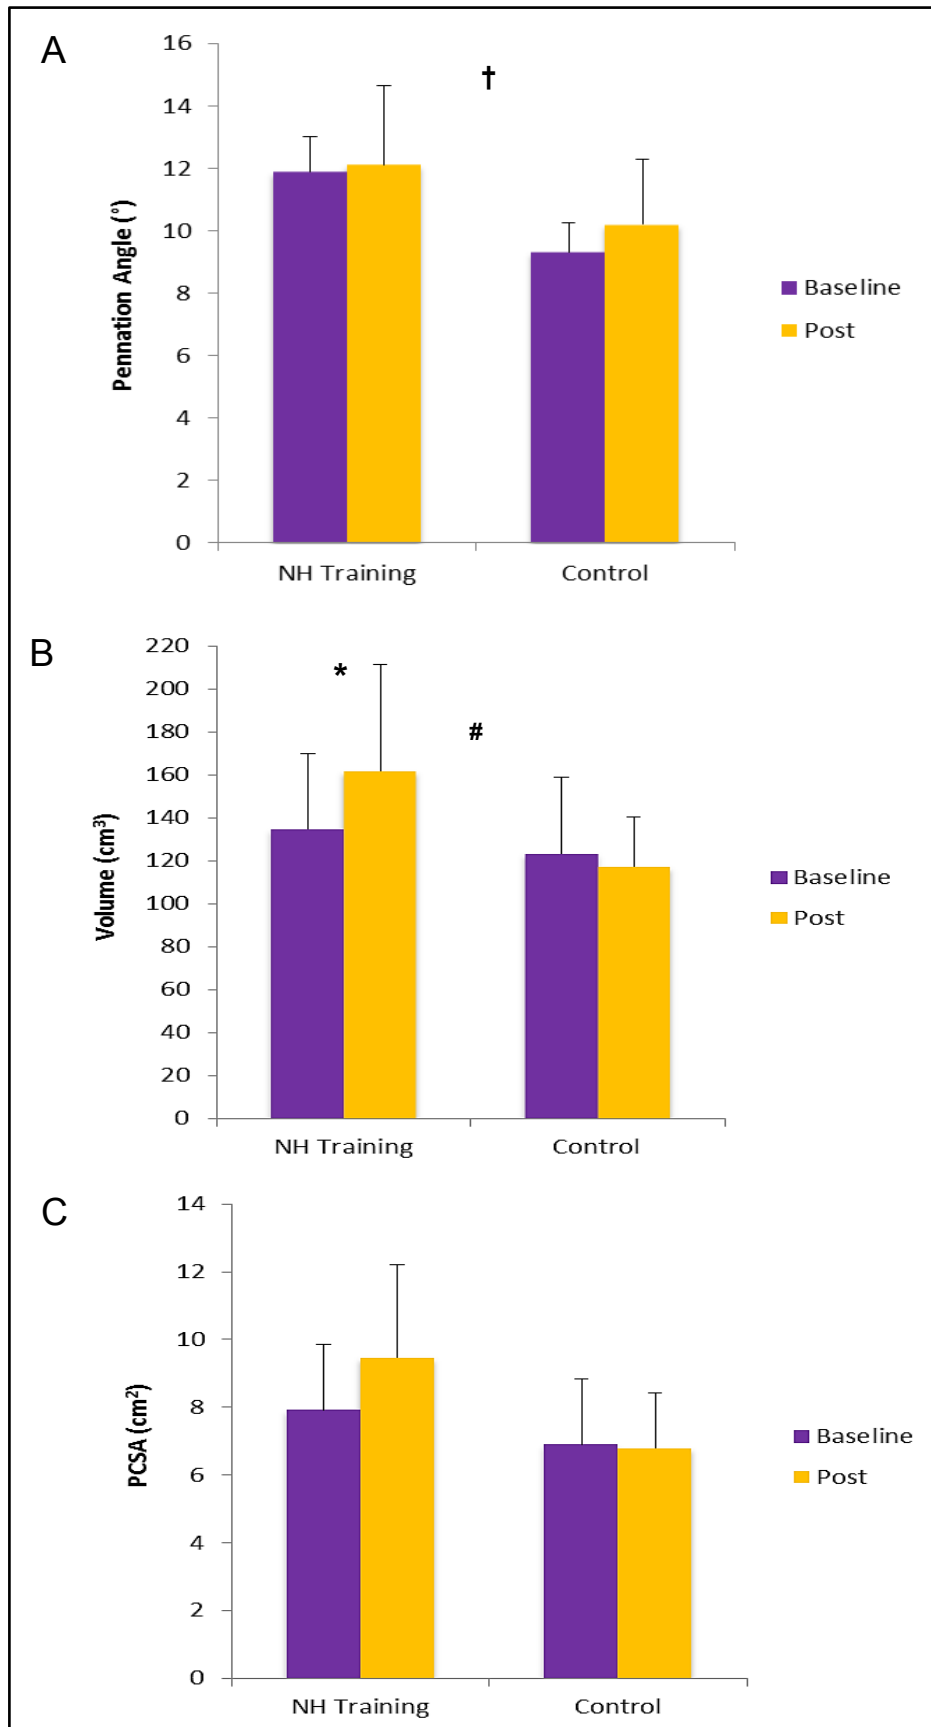 A
†
Pennation Angle (°)
16
14
12
10
8
6
4
2
0
NH Training
Control
Baseline
Post
B
*
#
Volume (cm³)
220
200
180
160
140
120
100
80
60
40
20
0
NH Training
Control
Baseline
Post
C
PCSA (cm²)
14
12
10
8
6
4
2
0
NH Training
Control
Baseline
Post